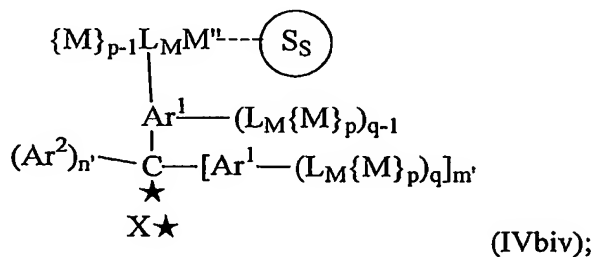 {M}p-1LMM"----SS
Ar1—(LM{M}p)q-1
(Ar2)n'—C—[Ar1—(LM{M}p)q]m'
★
X★
(IVbiv);